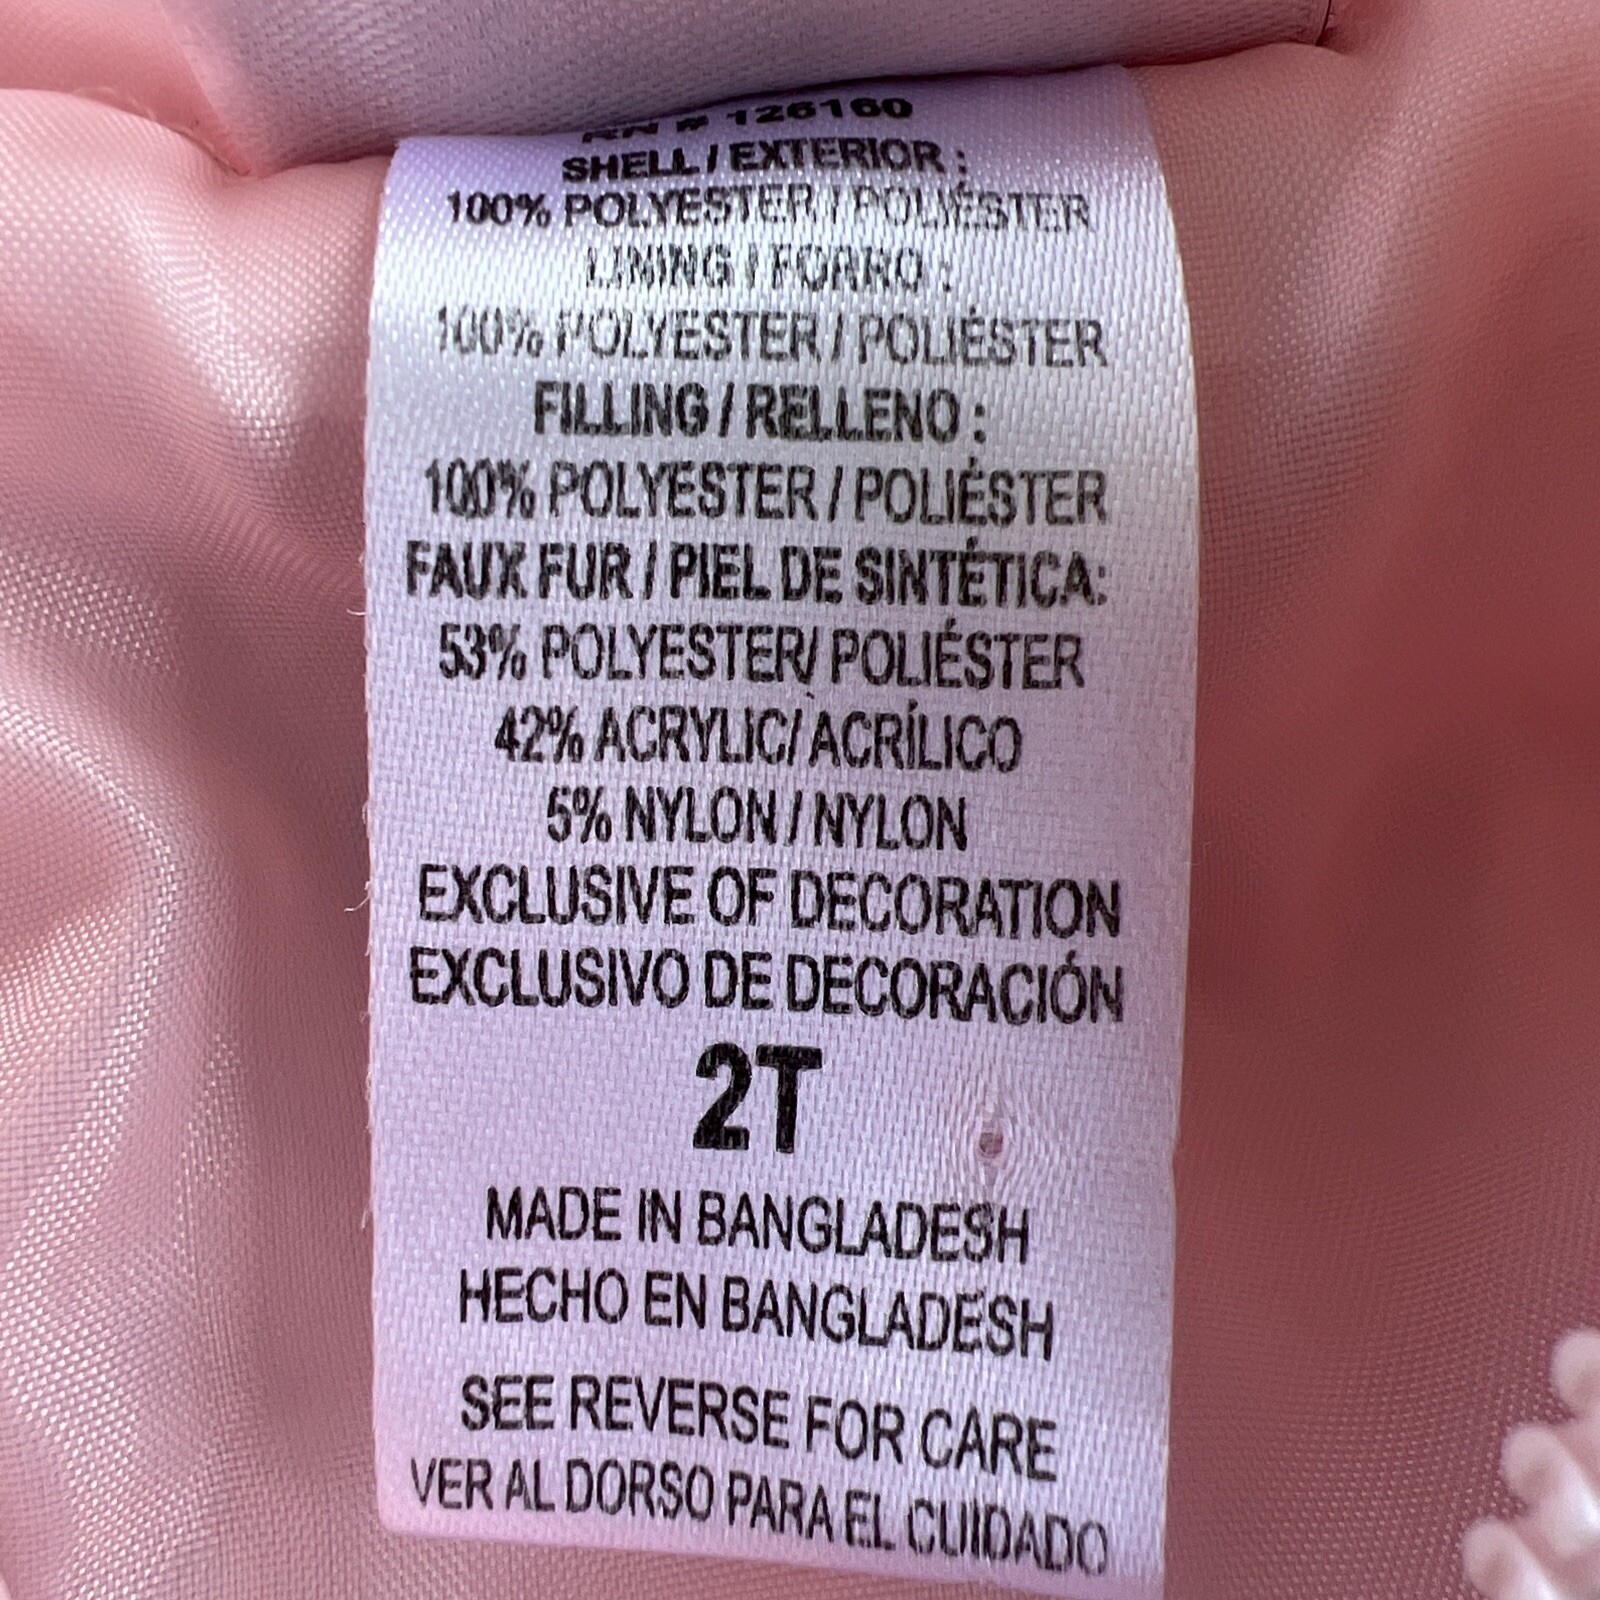 RN # 126160
SHELL / EXTERIOR :
100% POLYESTER / POLIÉSTER
LINING / FORRO :
100% POLYESTER / POLIÉSTER
FILLING / RELLENO :
100% POLYESTER / POLIÉSTER
FAUX FUR / PIEL DE SINTÉTICA:
53% POLYESTER/ POLIÉSTER
42% ACRYLIC/ ACRÍLICO
5% NYLON / NYLON
EXCLUSIVE OF DECORATION
EXCLUSIVO DE DECORACIÓN
2T
MADE IN BANGLADESH
HECHO EN BANGLADESH
SEE REVERSE FOR CARE
VER AL DORSO PARA EL CUIDADO